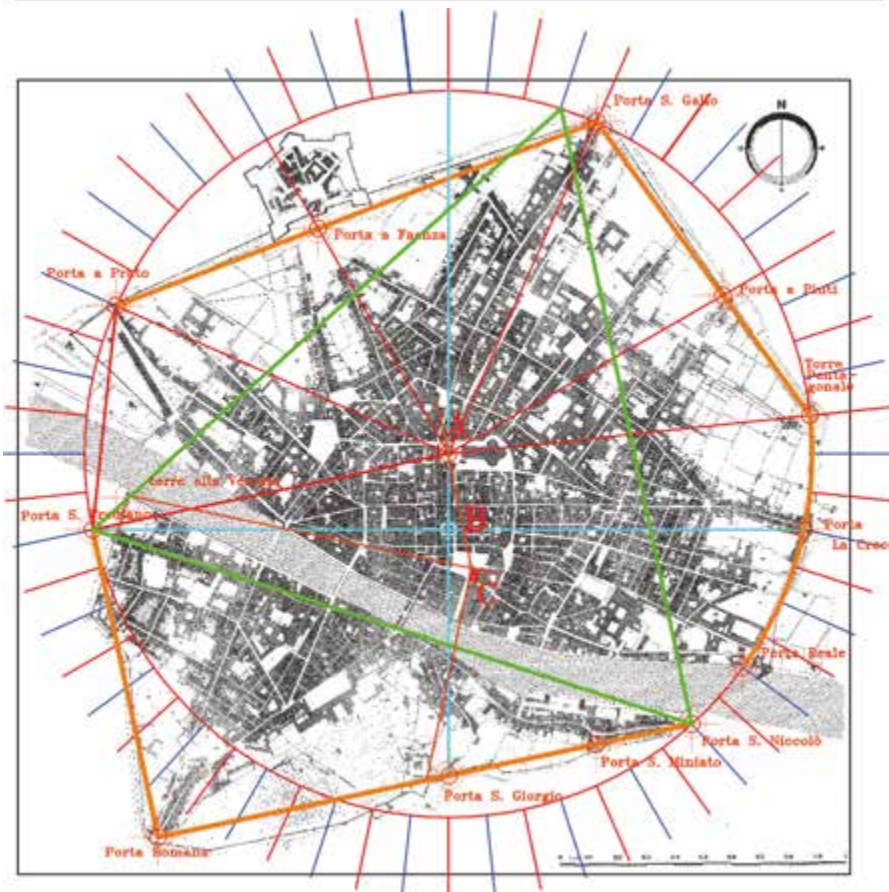 N
Porta S. Gallo
Porta a Faenza
Porta a Prato
Porta a Pinti
Torre
Penta-
gonale
A
Torre alla
Porta S.
B
Porta
La Croce
C
Porta Reale
Porta S. Niccolò
Porta S. Miniato
Porta S. Giorgio
Porta Romana